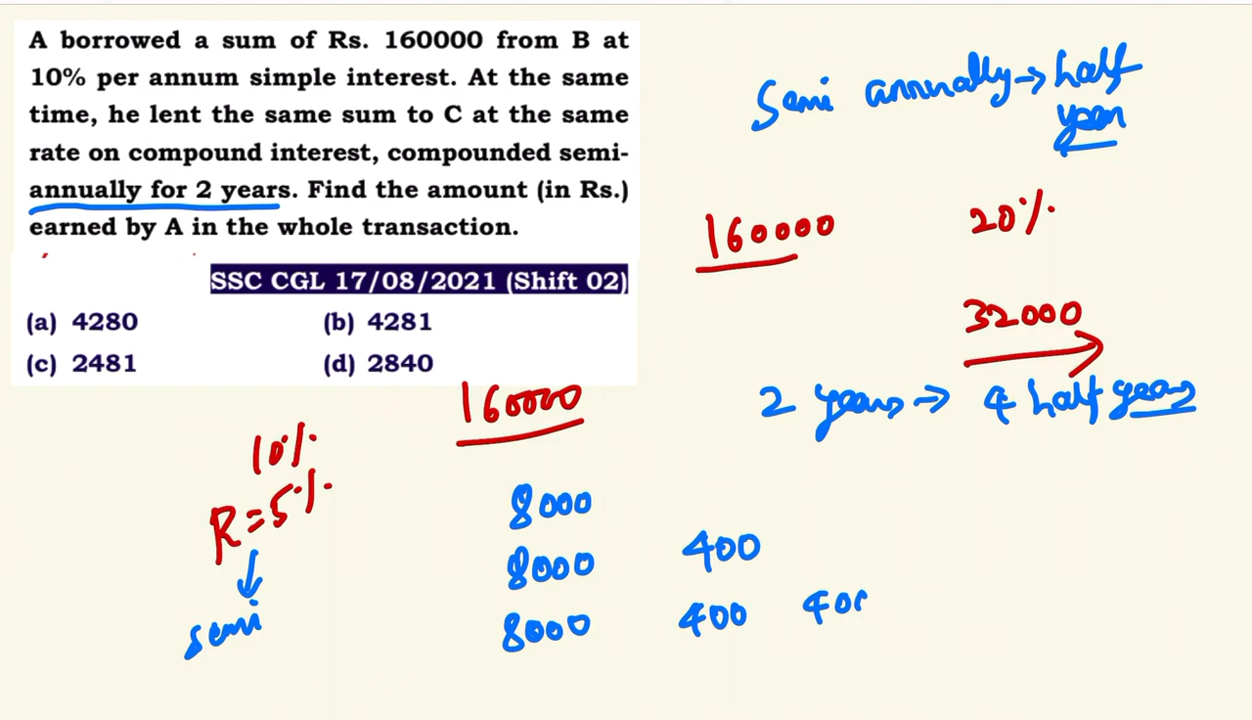 A borrowed a sum of Rs. 160000 from B at
10% per annum simple interest. At the same
time, he lent the same sum to C at the same
rate on compound interest, compounded semi-
annually for 2 years. Find the amount (in Rs.)
earned by A in the whole transaction.
SSC CGL 17/08/2021 (Shift 02)
(a) 4280 (b) 4281
(c) 2481 (d) 2840
Semi annually → half
year
160000 20%
32000
2 years → 4 half years
160000
10%
R = 5%
↓
semi
8000
8000 400
8000 400 400